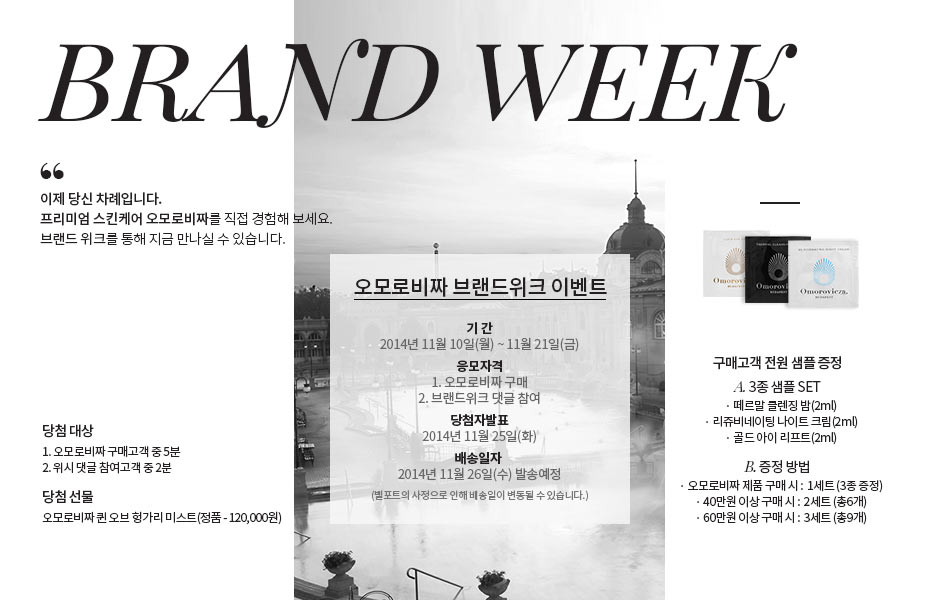 BRAND WEEK
“
이제 당신 차례입니다.
프리미엄 스킨케어 오모로비짜를 직접 경험해 보세요.
브랜드 위크를 통해 지금 만나실 수 있습니다.
당첨 대상
1. 오모로비짜 구매고객 중 5분
2. 위시 댓글 참여고객 중 2분
당첨 선물
오모로비짜 퀸 오브 헝가리 미스트(정품 - 120,000원)
오모로비짜 브랜드위크 이벤트
기 간
2014년 11월 10일(월) ~ 11월 21일(금)
응모자격
1. 오모로비짜 구매
2. 브랜드위크 댓글 참여
당첨자발표
2014년 11월 25일(화)
배송일자
2014년 11월 26일(수) 발송예정
(벨포트의 사정으로 인해 배송일이 변동될 수 있습니다.)
Omorovicza.
BUDAPEST
구매고객 전원 샘플 증정
A. 3종 샘플 SET
· 떼르말 클렌징 밤(2ml)
· 리쥬비네이팅 나이트 크림(2ml)
· 골드 아이 리프트(2ml)
B. 증정 방법
· 오모로비짜 제품 구매 시 : 1세트 (3종 증정)
· 40만원 이상 구매 시 : 2세트 (총6개)
· 60만원 이상 구매 시 : 3세트 (총9개)